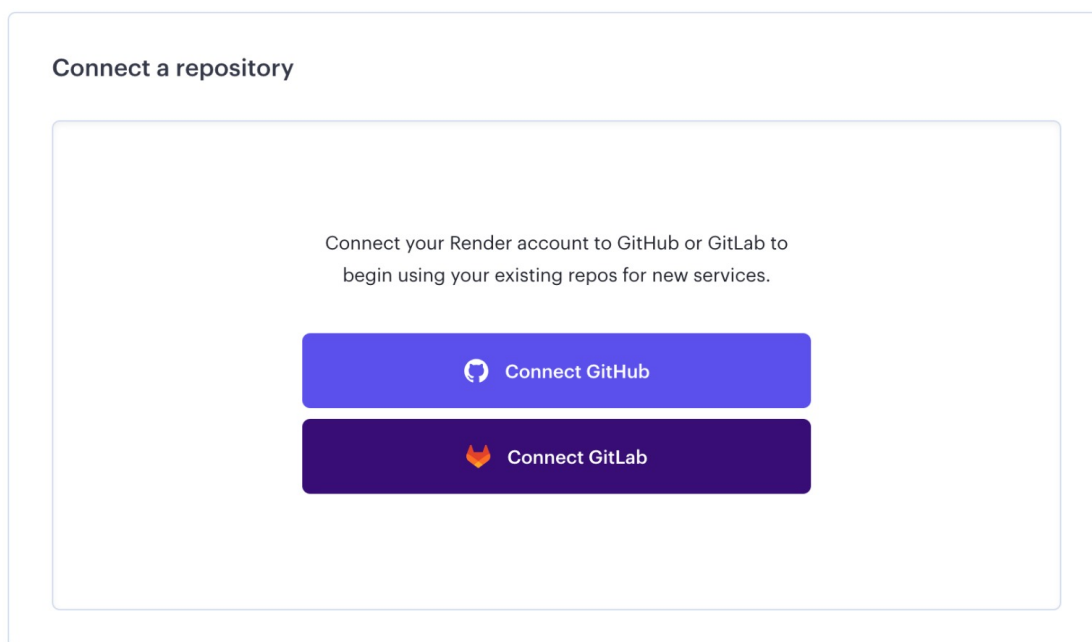 Connect a repository
Connect your Render account to GitHub or GitLab to
begin using your existing repos for new services.
Connect GitHub
Connect GitLab